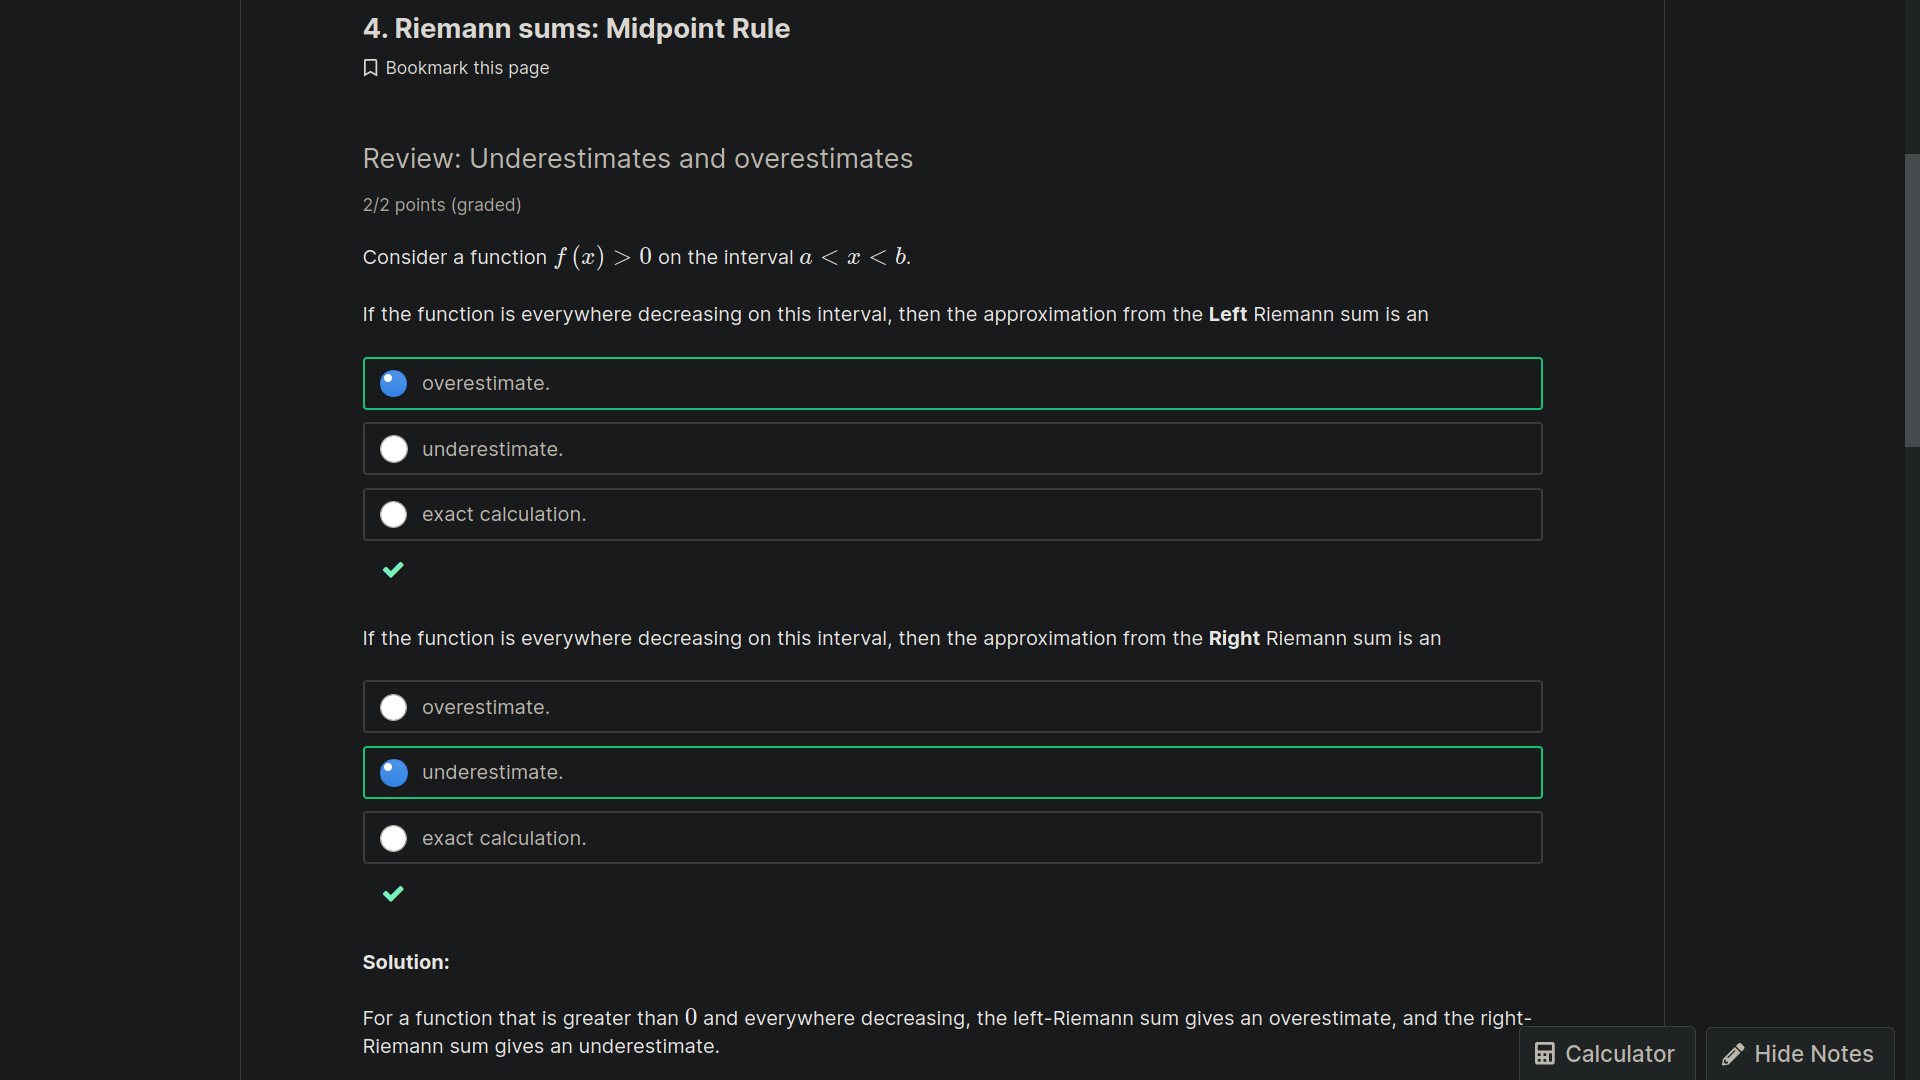 4. Riemann sums: Midpoint Rule
Bookmark this page
Review: Underestimates and overestimates
2/2 points (graded)
Consider a function f (x) > 0 on the interval a < x < b.
If the function is everywhere decreasing on this interval, then the approximation from the Left Riemann sum is an
overestimate.
underestimate.
exact calculation.
If the function is everywhere decreasing on this interval, then the approximation from the Right Riemann sum is an
overestimate.
underestimate.
exact calculation.
Solution:
For a function that is greater than 0 and everywhere decreasing, the left-Riemann sum gives an overestimate, and the right-
Riemann sum gives an underestimate.
Calculator
Hide Notes